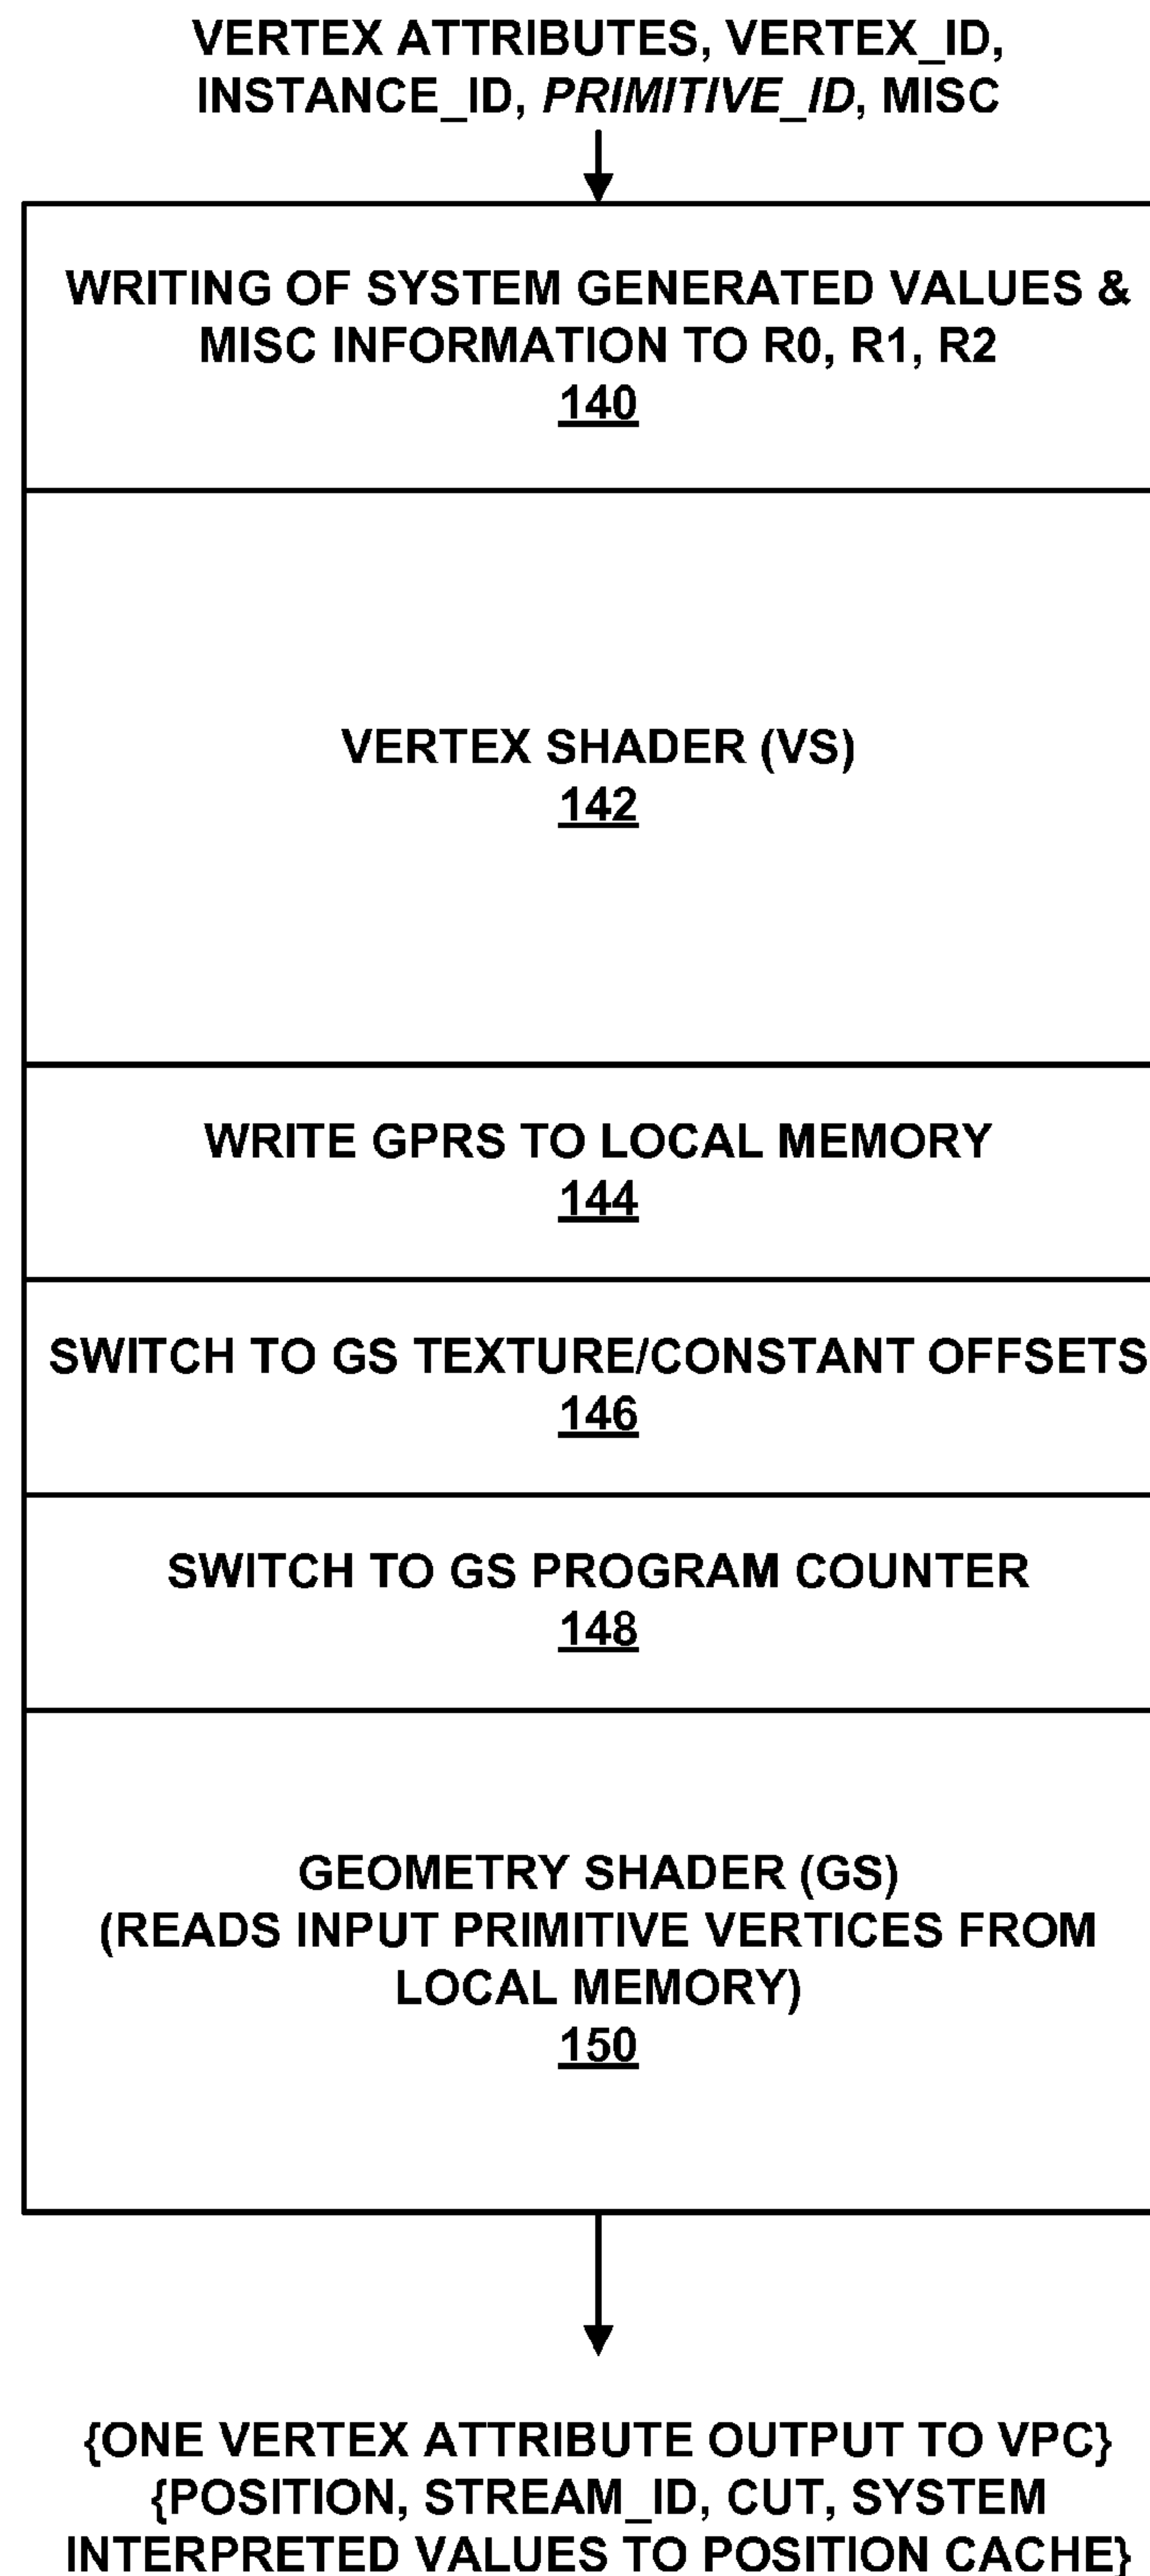 VERTEX ATTRIBUTES, VERTEX_ID,
INSTANCE_ID, PRIMITIVE_ID, MISC
WRITING OF SYSTEM GENERATED VALUES &
MISC INFORMATION TO R0, R1, R2
140
VERTEX SHADER (VS)
142
WRITE GPRS TO LOCAL MEMORY
144
SWITCH TO GS TEXTURE/CONSTANT OFFSETS
146
SWITCH TO GS PROGRAM COUNTER
148
GEOMETRY SHADER (GS)
(READS INPUT PRIMITIVE VERTICES FROM
LOCAL MEMORY)
150
{ONE VERTEX ATTRIBUTE OUTPUT TO VPC}
{POSITION, STREAM_ID, CUT, SYSTEM
INTERPRETED VALUES TO POSITION CACHE}